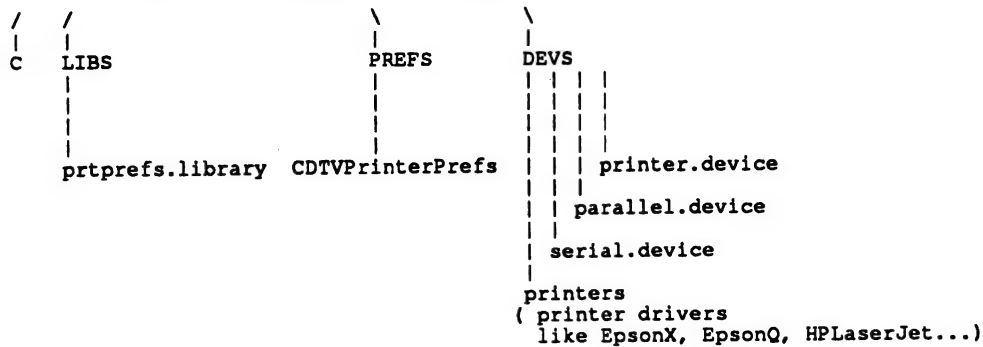 C LIBS PREFS DEVS
prtprefs.library CDTVPrinterPrefs printer.device
parallel.device
serial.device
printers
( printer drivers
like EpsonX, EpsonQ, HPLaserJet...)